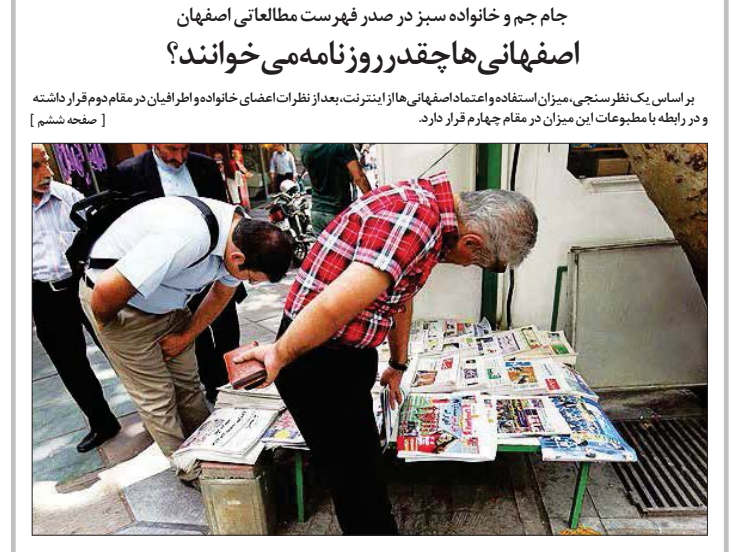 جام جم و خانواده سبز در صدر فهرست مطالعاتی اصفهان
اصفهانی‌ها چقدر روزنامه می‌خوانند؟
بر اساس یک نظرسنجی، میزان استفاده و اعتماد اصفهانی‌ها از اینترنت، بعد از نظرات اعضای خانواده و اطرافیان در مقام دوم قرار داشته
و در رابطه با مطبوعات این میزان در مقام چهارم قرار دارد.
[ صفحه ششم ]